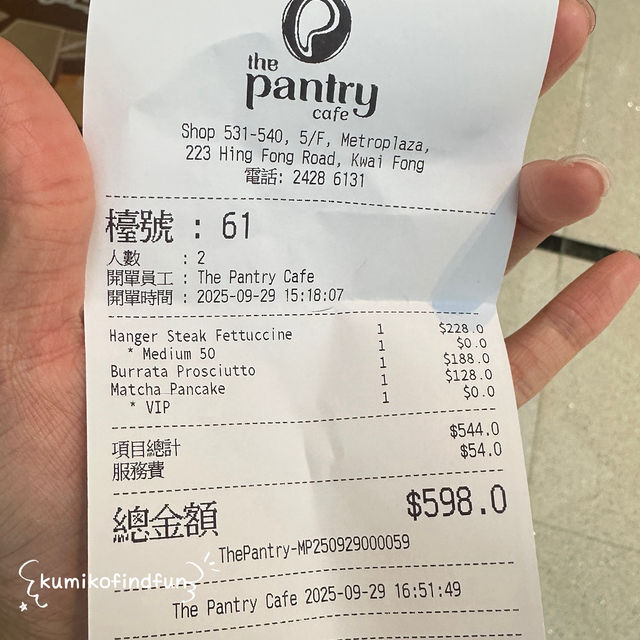 the
pantry
cafe
Shop 531-540, 5/F, Metroplaza,
223 Hing Fong Road, Kwai Fong
電話: 2428 6131
檯號 : 61
人數 : 2
開單員工 : The Pantry Cafe
開單時間 : 2025-09-29 15:18:07
Hanger Steak Fettuccine 1 $228.0
* Medium 50 1 $0.0
Burrata Prosciutto 1 $188.0
Matcha Pancake 1 $128.0
* VIP 1 $0.0
項目總計 $544.0
服務費 $54.0
總金額 $598.0
ThePantry-MP250929000059
kumikofindfun
The Pantry Cafe 2025-09-29 16:51:49